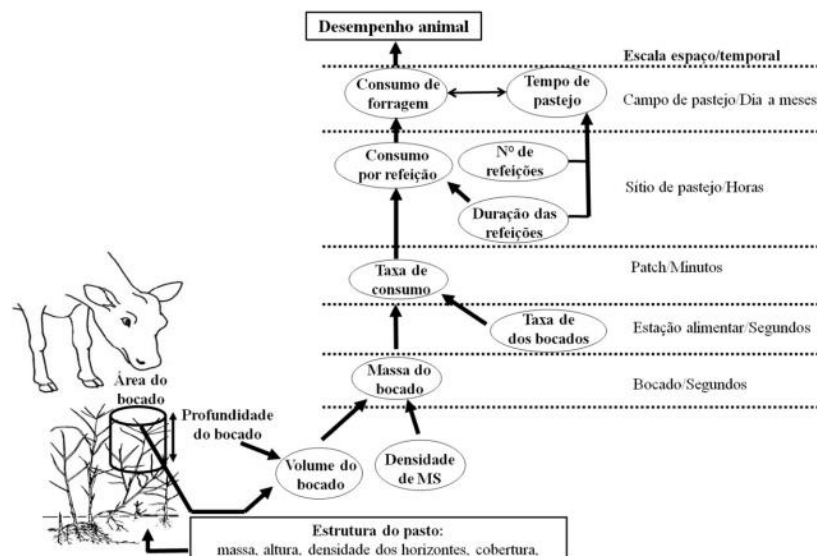 Desempenho animal
Escala espaço/temporal
Consumo de
forragem
Tempo de
pastejo
Campo de pastejo/Dia a meses
Consumo
por refeição
Nº de
refeições
Duração das
refeições
Sítio de pastejo/Horas
Taxa de
consumo
Patch/Minutos
Taxa de
dos bocados
Estação alimentar/Segundos
Massa do
bocado
Bocado/Segundos
Área do
bocado
Profundidade
do bocado
Volume do
bocado
Densidade
de MS
Estrutura do pasto:
massa, altura, densidade dos horizontes, cobertura,